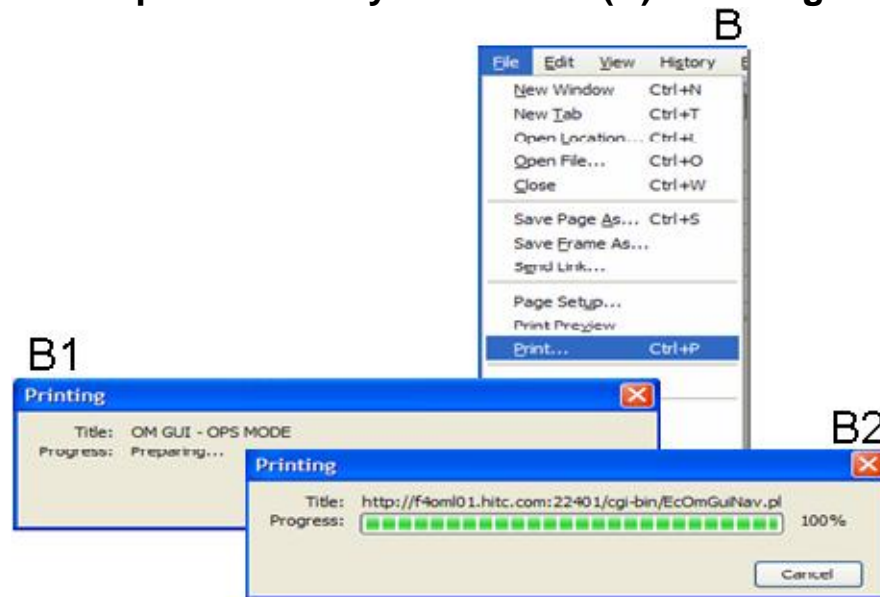 B
File Edit View History
New Window Ctrl+N
New Tab Ctrl+T
Open Location... Ctrl+L
Open File... Ctrl+O
Close Ctrl+W
Save Page As... Ctrl+S
Save Frame As...
Send Link...
Page Setup...
Print Preview
Print... Ctrl+P
B1
Printing
Title: OM GUI - OPS MODE
Progress: Preparing...
B2
Printing
Title: http://f4oml01.hitc.com:22401/cgi-bin/EcOmGuiNav.pl
Progress: 100%
Cancel